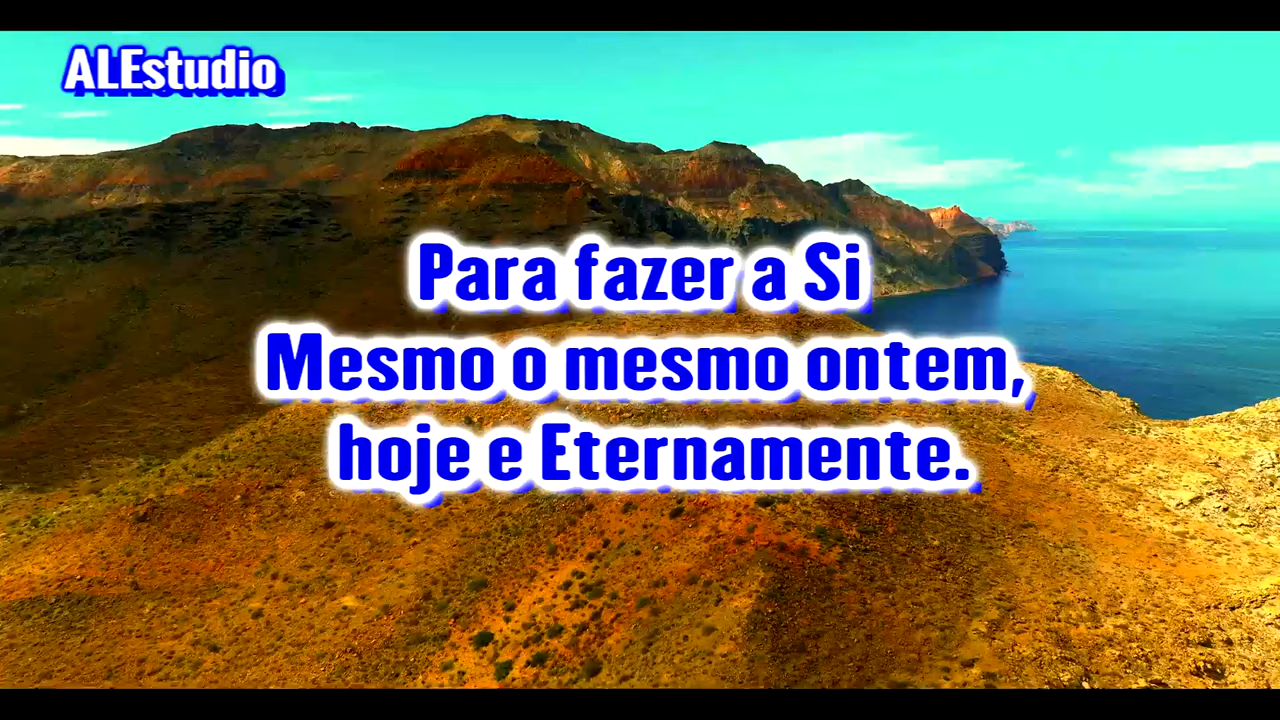 ALEstudio
Para fazer a Si
Mesmo o mesmo ontem,
hoje e Eternamente.